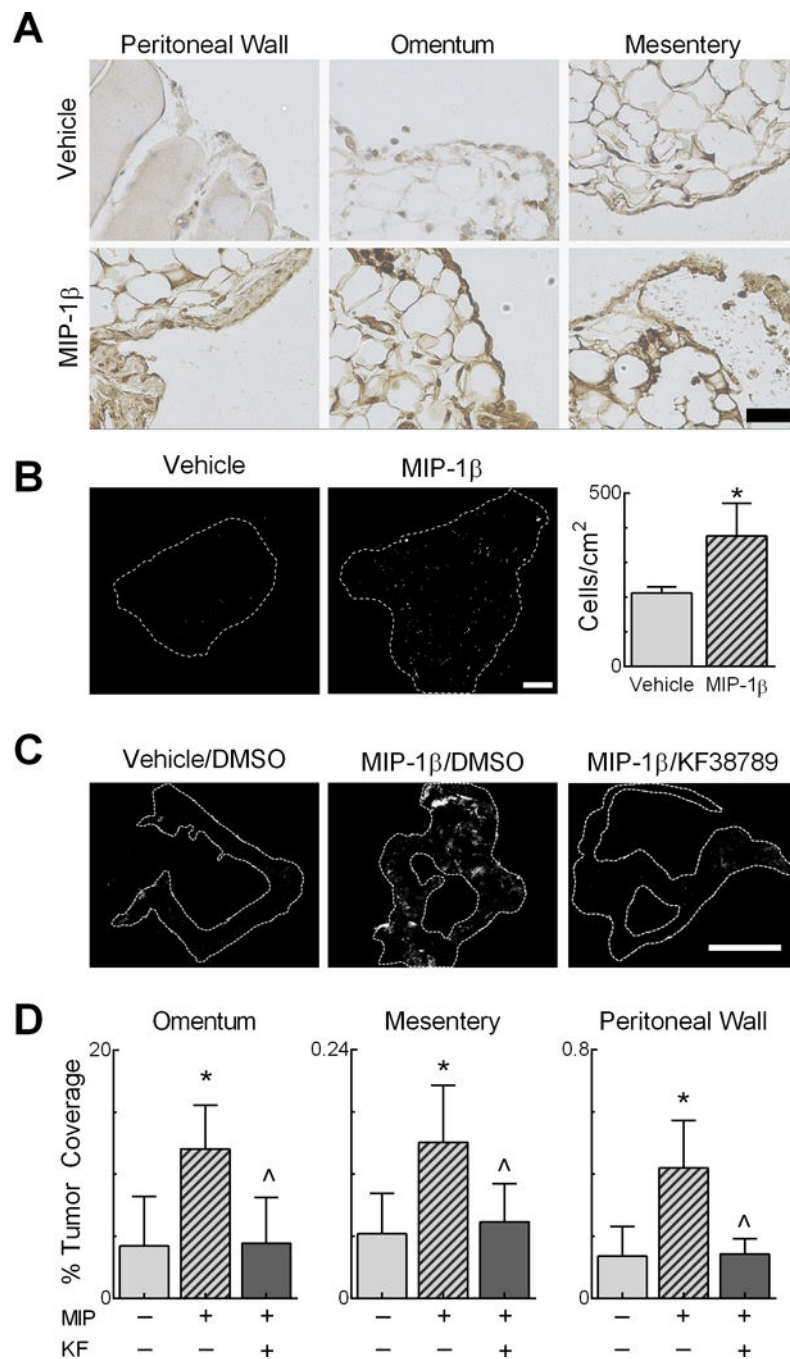 A
Peritoneal Wall Omentum Mesentery
Vehicle
MIP-1β
B
Vehicle MIP-1β
500
*
Cells/cm²
0
Vehicle MIP-1β
C
Vehicle/DMSO MIP-1β/DMSO MIP-1β/KF38789
D
Omentum Mesentery Peritoneal Wall
20 0.24 0.8
* * *
% Tumor Coverage
^ ^ ^
0 0 0
MIP – + + – + + – + +
KF – – + – – + – – +